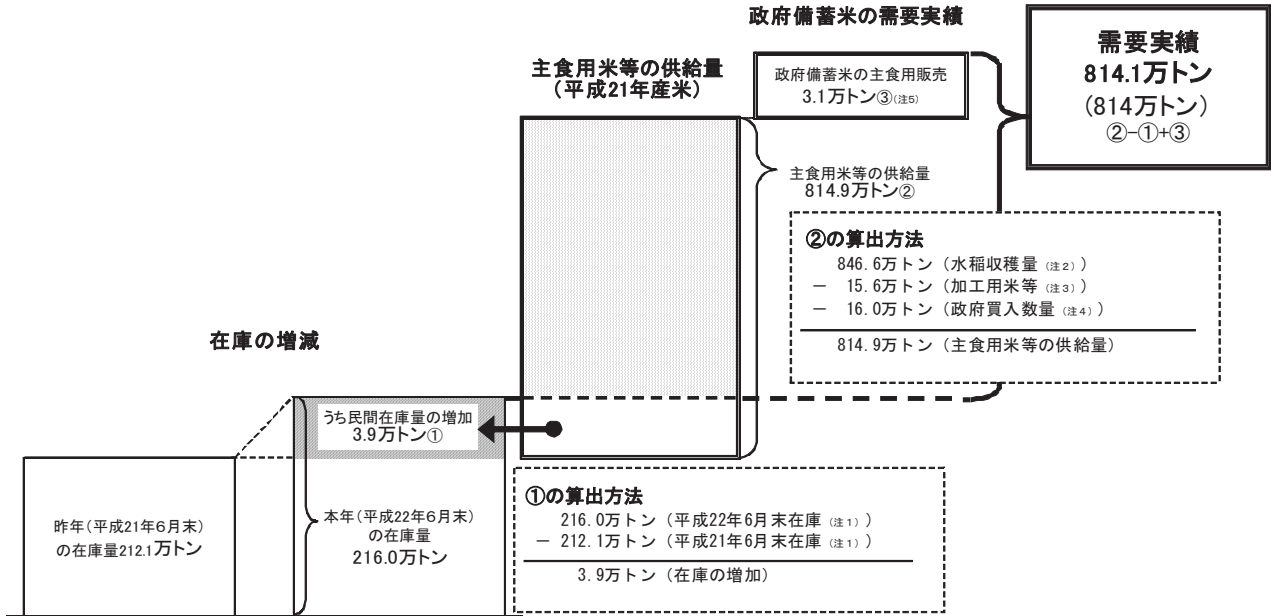 政府備蓄米の需要実績
需要実績
814.1万トン
(814万トン)
②−①+③
主食用米等の供給量
(平成21年産米)
政府備蓄米の主食用販売
3.1万トン③(注5)
主食用米等の供給量
814.9万トン②
②の算出方法
846.6万トン（水稲収穫量（注2））
− 15.6万トン（加工用米等（注3））
− 16.0万トン（政府買入数量（注4））
814.9万トン（主食用米等の供給量）
在庫の増減
うち民間在庫量の増加
3.9万トン①
昨年(平成21年6月末)
の在庫量212.1万トン
本年(平成22年6月末)
の在庫量
216.0万トン
①の算出方法
216.0万トン（平成22年6月末在庫（注1））
− 212.1万トン（平成21年6月末在庫（注1））
3.9万トン（在庫の増加）